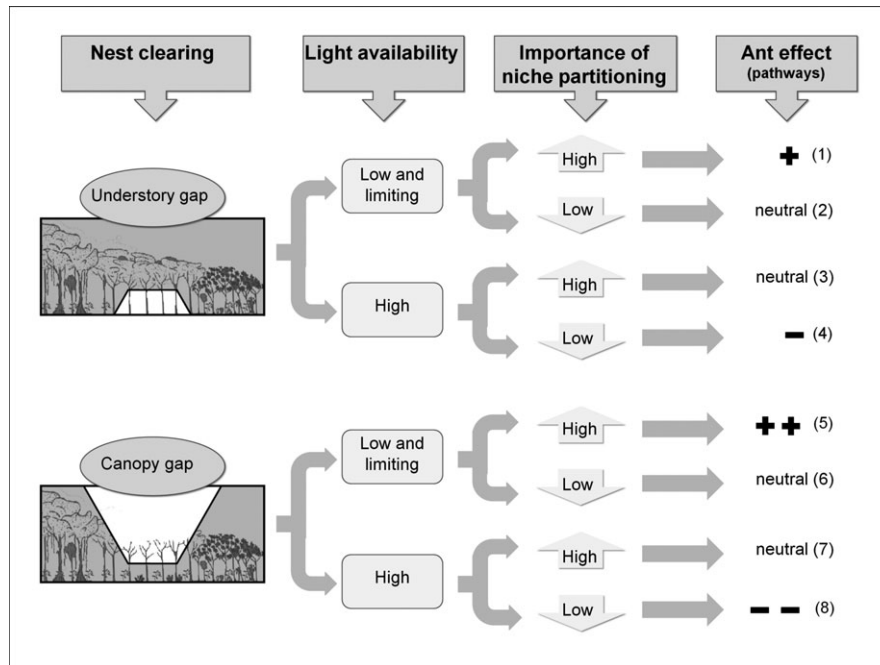 Nest clearing
Light availability
Importance of
niche partitioning
Ant effect
(pathways)
Understory gap
Low and
limiting
High
+ (1)
Low
neutral (2)
High
High
neutral (3)
Low
− (4)
Canopy gap
Low and
limiting
High
++ (5)
Low
neutral (6)
High
High
neutral (7)
Low
− − (8)